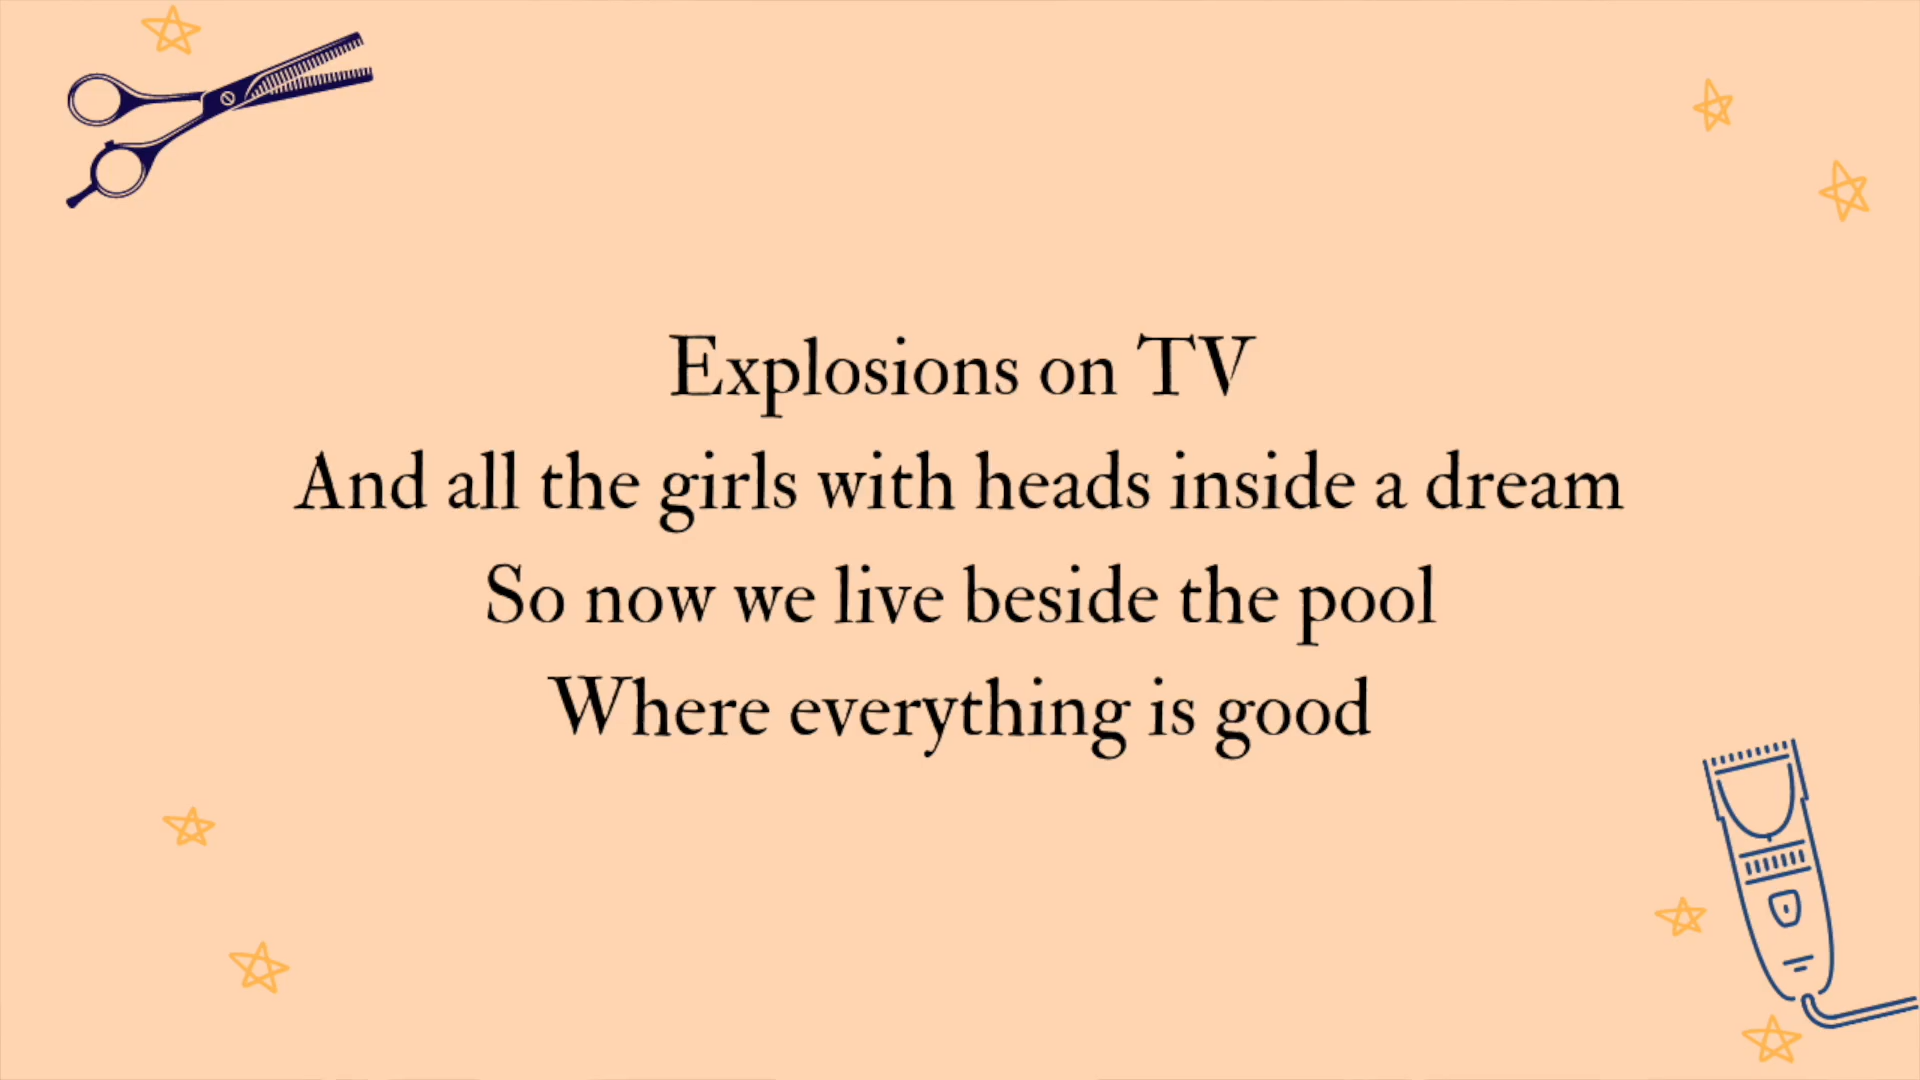 Explosions on TV
And all the girls with heads inside a dream
So now we live beside the pool
Where everything is good